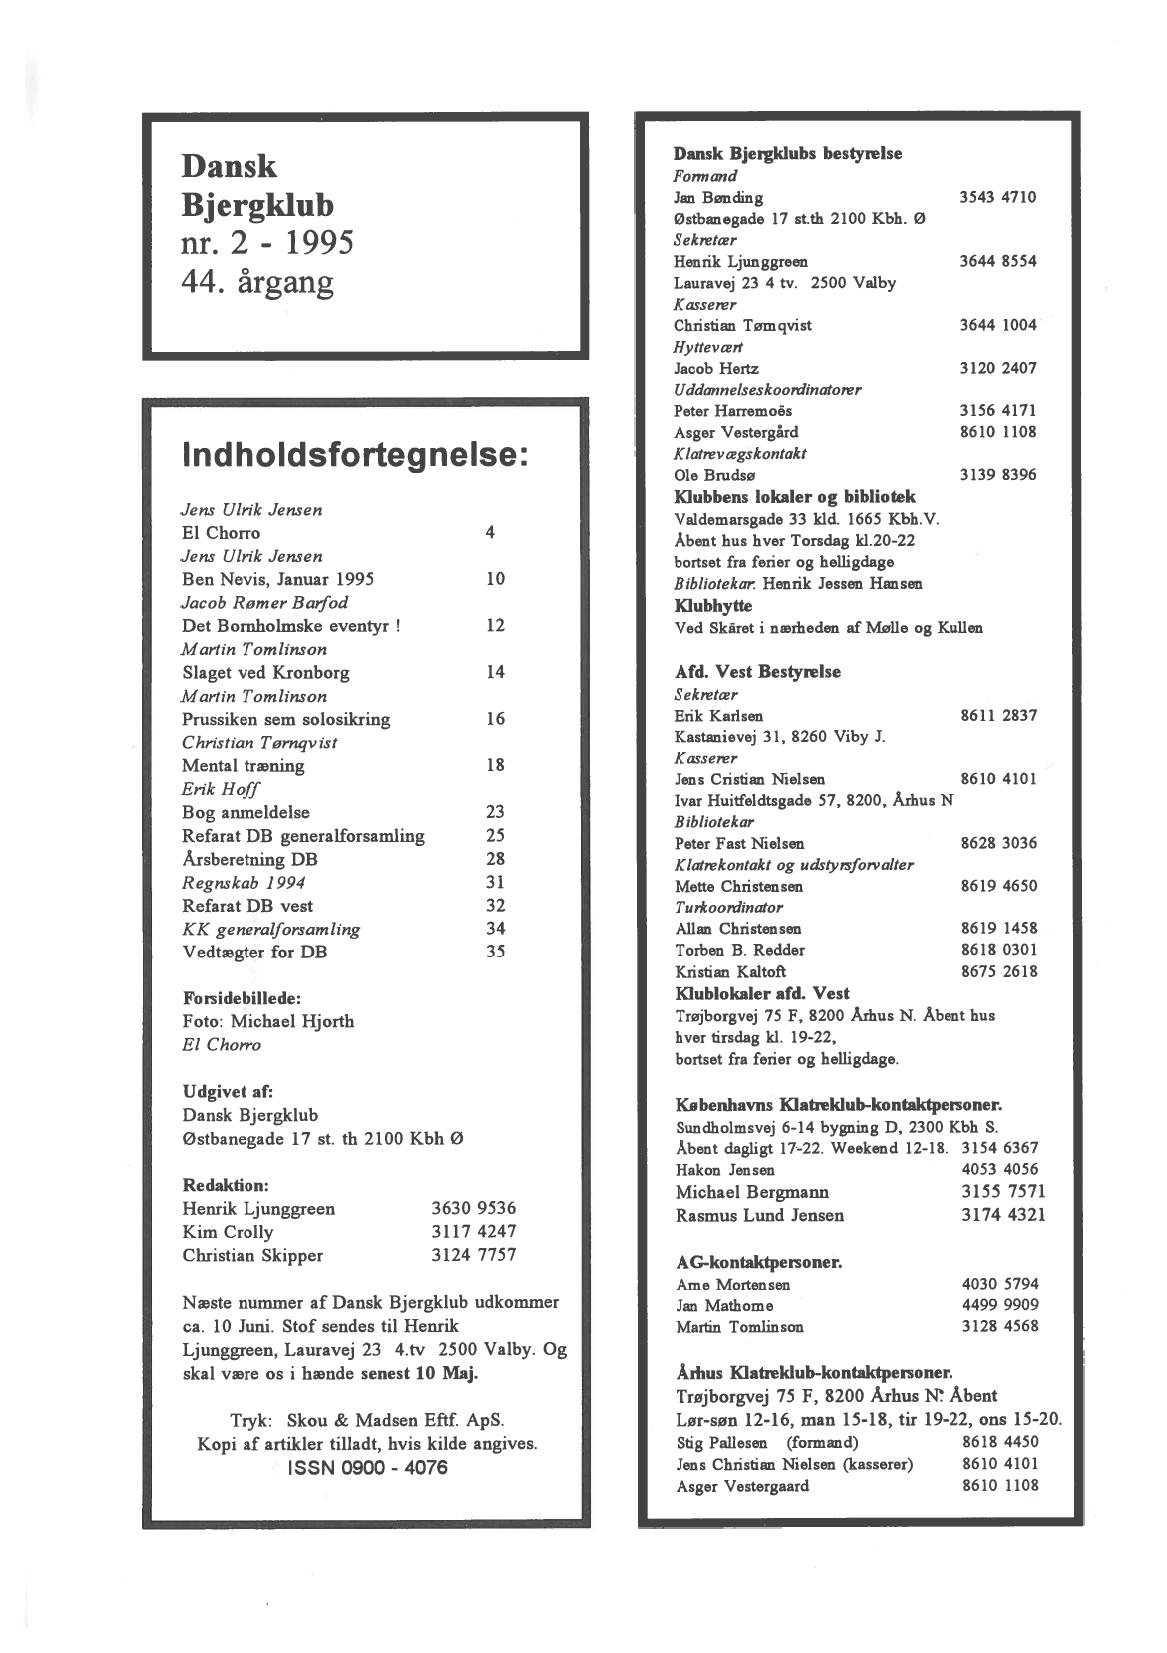 Dansk
Bjergklub
nr. 2 - 1995
44. årgang
Indholdsfortegnelse:
Jens Ulrik Jensen
El Chorro 4
Jens Ulrik Jensen
Ben Nevis, Januar 1995 10
Jacob Rømer Barfod
Det Bornholmske eventyr ! 12
Martin Tomlinson
Slaget ved Kronborg 14
Martin Tomlinson
Prussiken sem solosikring 16
Christian Tørnqvist
Mental træning 18
Erik Hoff
Bog anmeldelse 23
Refarat DB generalforsamling 25
Årsberetning DB 28
Regnskab 1994 31
Refarat DB vest 32
KK generalforsamling 34
Vedtægter for DB 35
Forsidebillede:
Foto: Michael Hjorth
El Chorro
Udgivet af:
Dansk Bjergklub
Østbanegade 17 st. th 2100 Kbh Ø
Redaktion:
Henrik Ljunggreen 3630 9536
Kim Crolly 3117 4247
Christian Skipper 3124 7757
Næste nummer af Dansk Bjergklub udkommer
ca. 10 Juni. Stof sendes til Henrik
Ljunggreen, Lauravej 23 4.tv 2500 Valby. Og
skal være os i hænde senest 10 Maj.
Tryk: Skou & Madsen Eftf. ApS.
Kopi af artikler tilladt, hvis kilde angives.
ISSN 0900 - 4076
Dansk Bjergklubs bestyrelse
Formand
Jan Bønding 3543 4710
Østbanegade 17 st.th 2100 Kbh. Ø
Sekretær
Henrik Ljunggreen 3644 8554
Lauravej 23 4 tv. 2500 Valby
Kasserer
Christian Tørnqvist 3644 1004
Hyttevært
Jacob Hertz 3120 2407
Uddannelseskoordinatorer
Peter Harremoës 3156 4171
Asger Vestergård 8610 1108
Klatrevægskontakt
Ole Brudsø 3139 8396
Klubbens lokaler og bibliotek
Valdemarsgade 33 kld. 1665 Kbh.V.
Åbent hus hver Torsdag kl.20-22
bortset fra ferier og helligdage
Bibliotekar: Henrik Jessen Hansen
Klubhytte
Ved Skäret i nærheden af Mølle og Kullen
Afd. Vest Bestyrelse
Sekretær
Erik Karlsen 8611 2837
Kastanievej 31, 8260 Viby J.
Kasserer
Jens Cristian Nielsen 8610 4101
Ivar Huitfeldtsgade 57, 8200, Århus N
Bibliotekar
Peter Fast Nielsen 8628 3036
Klatrekontakt og udstyrsforvalter
Mette Christensen 8619 4650
Turkoordinator
Allan Christensen 8619 1458
Torben B. Redder 8618 0301
Kristian Kaltoft 8675 2618
Klublokaler afd. Vest
Trøjborgvej 75 F, 8200 Århus N. Åbent hus
hver tirsdag kl. 19-22,
bortset fra ferier og helligdage.
Københavns Klatreklub-kontaktpersoner.
Sundholmsvej 6-14 bygning D, 2300 Kbh S.
Åbent dagligt 17-22. Weekend 12-18. 3154 6367
Hakon Jensen 4053 4056
Michael Bergmann 3155 7571
Rasmus Lund Jensen 3174 4321
AG-kontaktpersoner.
Arne Mortensen 4030 5794
Jan Mathorne 4499 9909
Martin Tomlinson 3128 4568
Århus Klatreklub-kontaktpersoner.
Trøjborgvej 75 F, 8200 Århus N. Åbent
Lør-søn 12-16, man 15-18, tir 19-22, ons 15-20.
Stig Pallesen (formand) 8618 4450
Jens Christian Nielsen (kasserer) 8610 4101
Asger Vestergaard 8610 1108